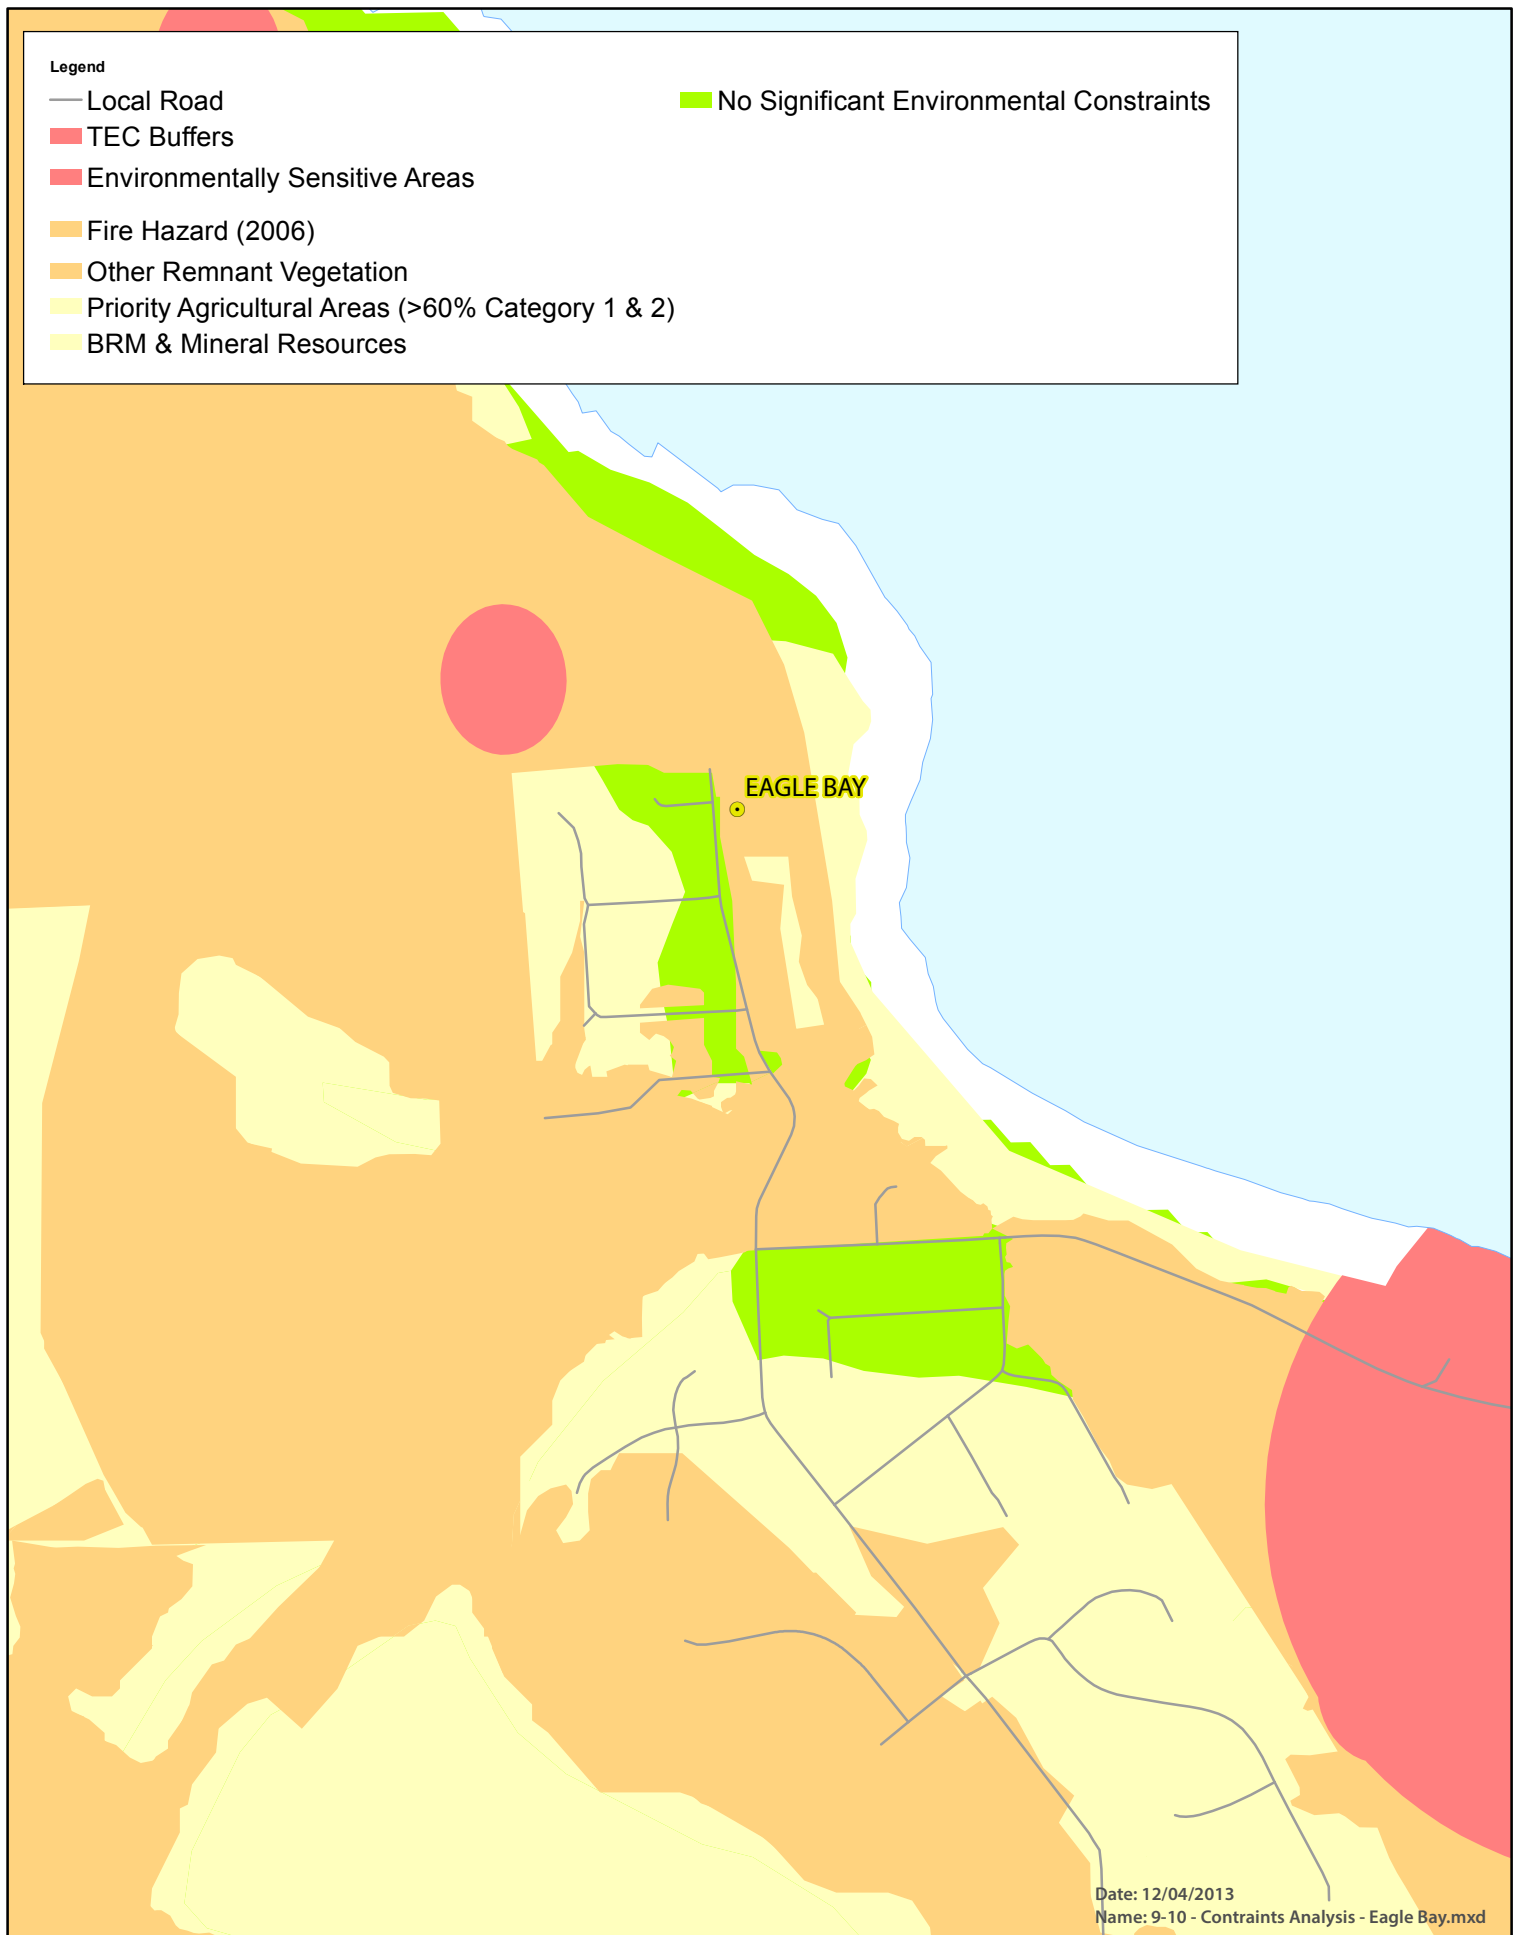 Legend
Local Road
TEC Buffers
Environmentally Sensitive Areas
Fire Hazard (2006)
Other Remnant Vegetation
Priority Agricultural Areas (>60% Category 1 & 2)
BRM & Mineral Resources
No Significant Environmental Constraints
EAGLE BAY
Date: 12/04/2013
Name: 9-10 - Contraints Analysis - Eagle Bay.mxd